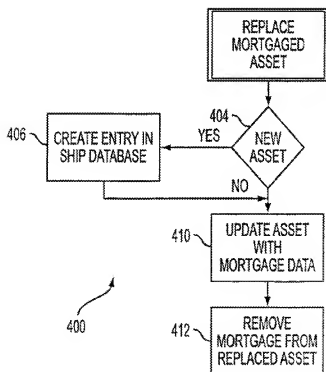 REPLACE
MORTGAGED
ASSET
404
NEW
ASSET
YES
NO
406
CREATE ENTRY IN
SHIP DATABASE
410
UPDATE ASSET
WITH
MORTGAGE DATA
400
412
REMOVE
MORTGAGE FROM
REPLACED ASSET